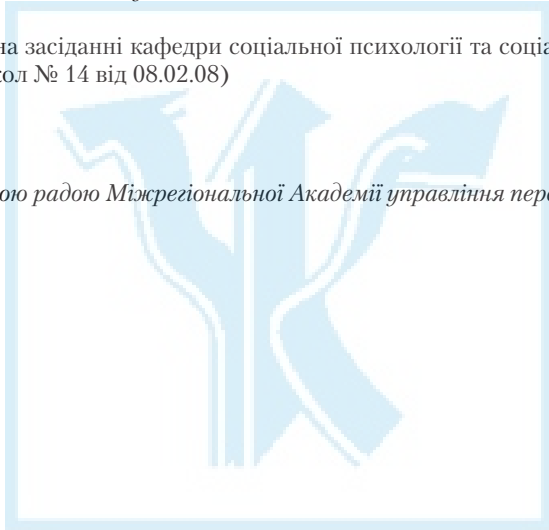 на засіданні кафедри соціальної психології та соціа
ол № 14 від 08.02.08)
ою радою Міжрегіональної Академії управління перс